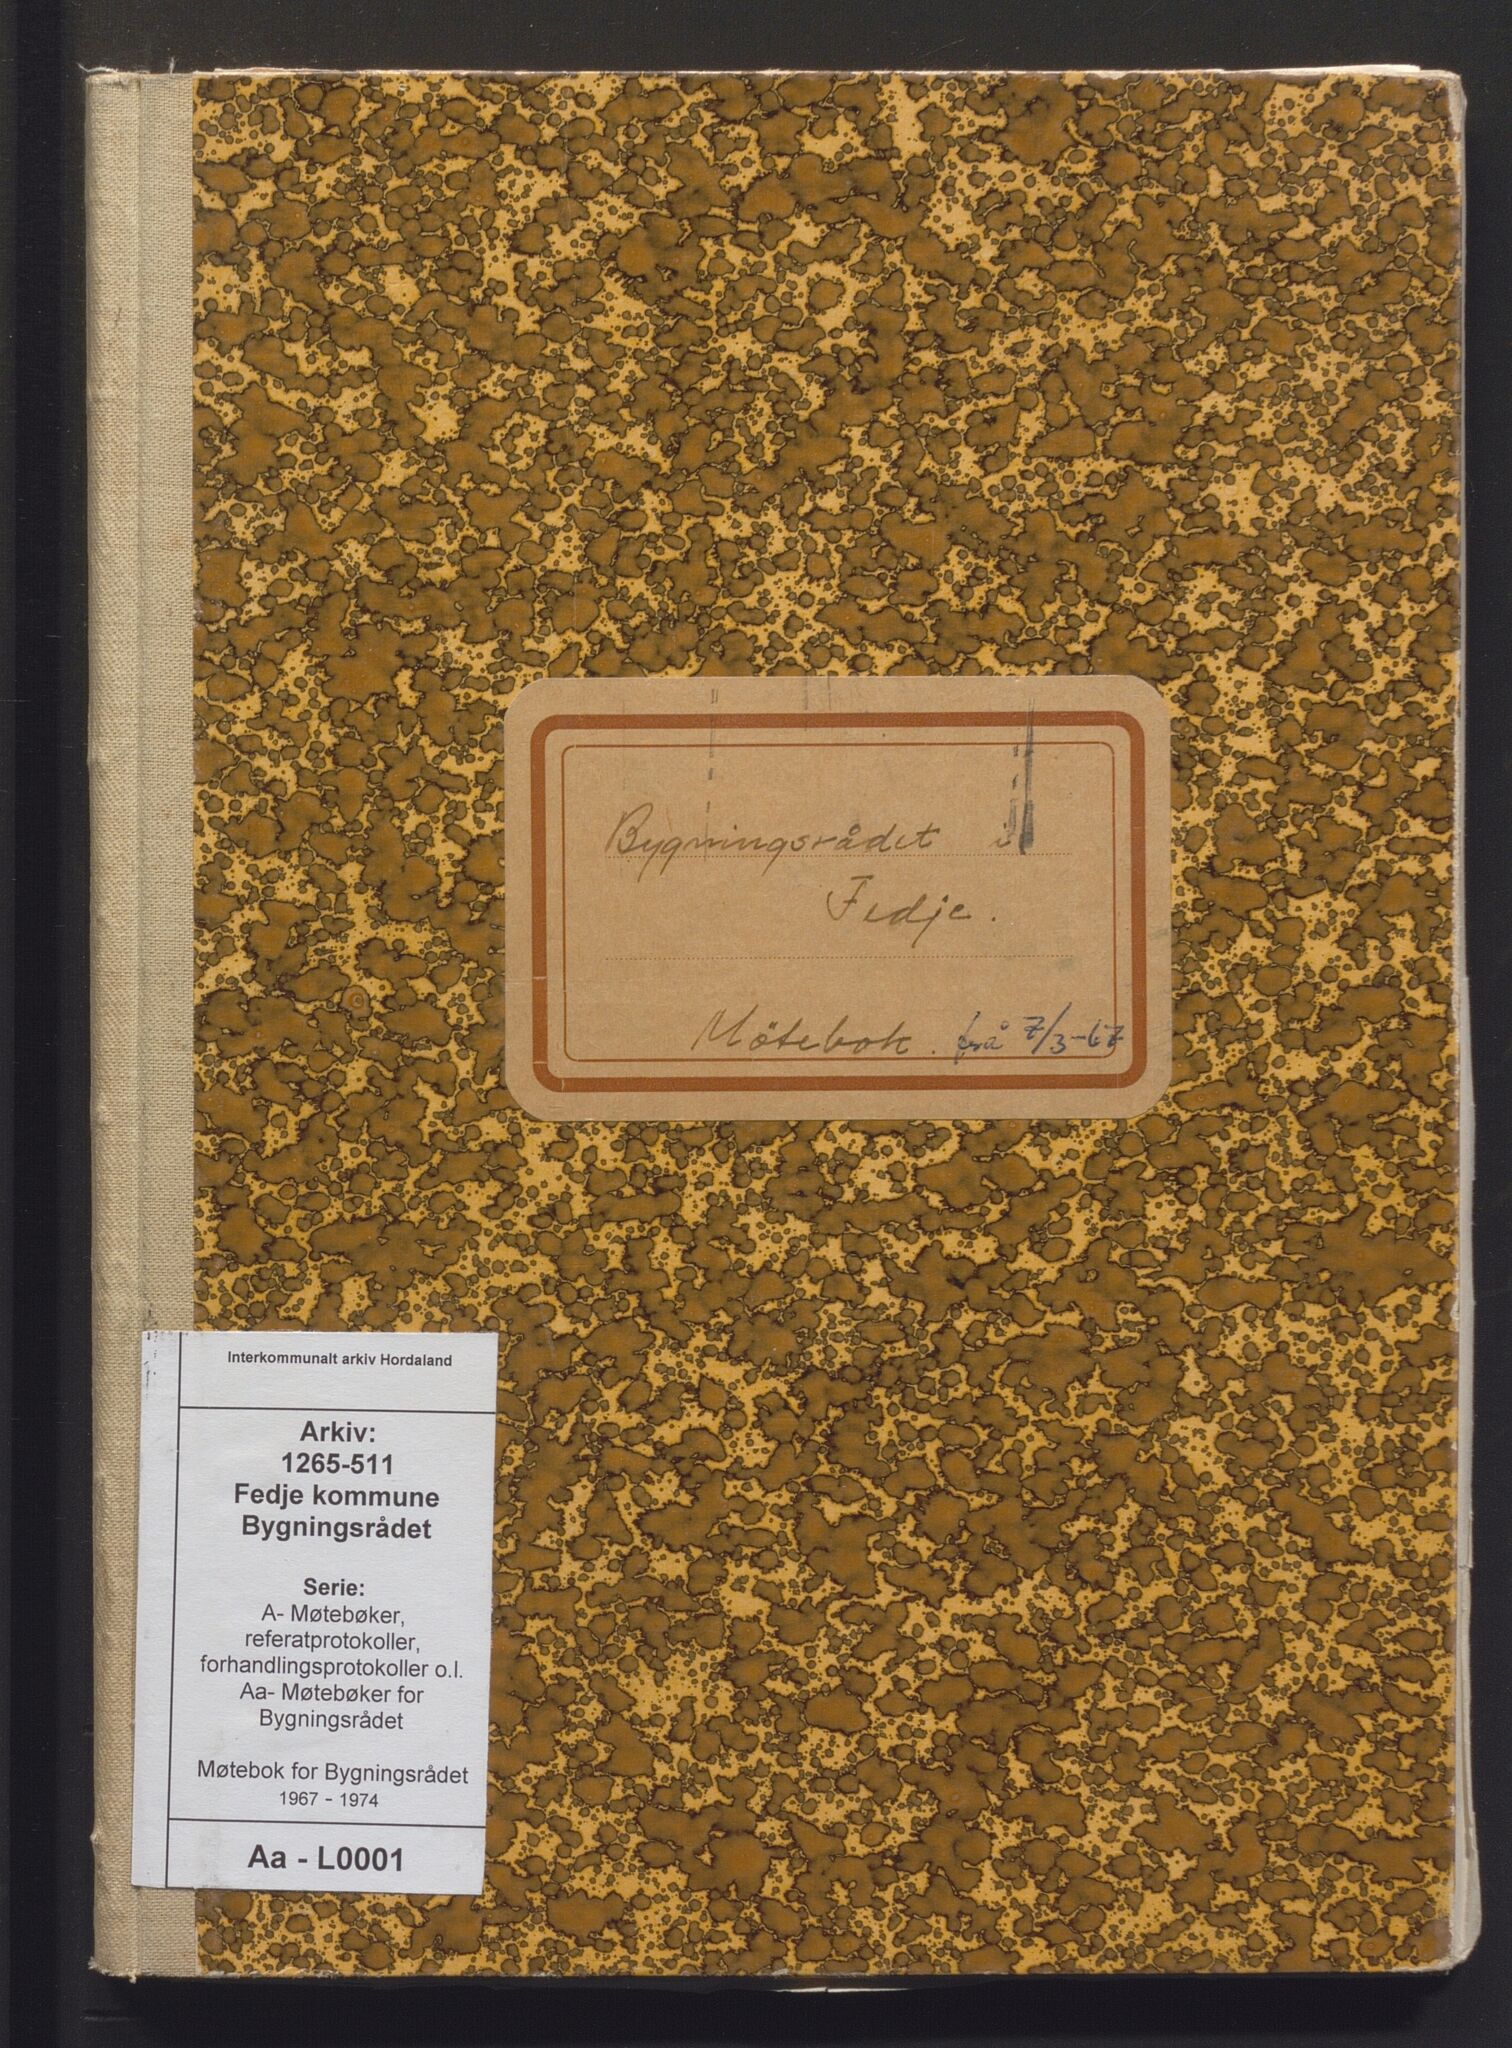 Bygningsrådet i
Fedje.
Mötebok. frå 7/3-67
Interkommunalt arkiv Hordaland
Arkiv:
1265-511
Fedje kommune
Bygningsrådet
Serie:
A- Møtebøker,
referatprotokoller,
forhandlingsprotokoller o.l.
Aa- Møtebøker for
Bygningsrådet
Møtebok for Bygningsrådet
1967 - 1974
Aa - L0001